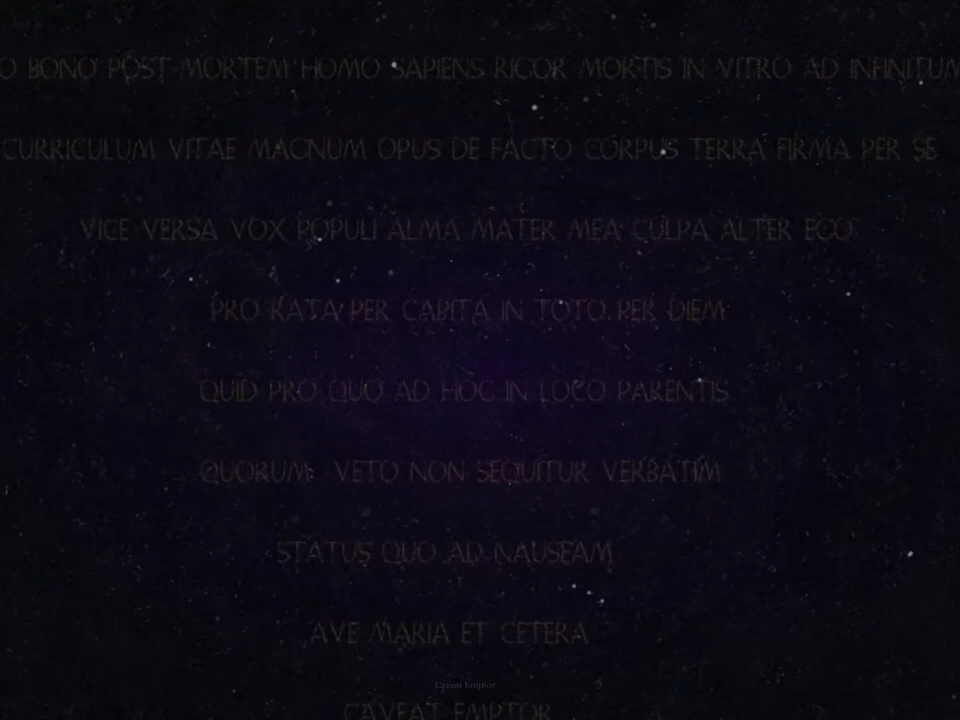 O BONO POST MORTEM HOMO SAPIENS RIGOR MORTIS IN VITRO AD INFINITUM
CURRICULUM VITAE MAGNUM OPUS DE FACTO CORPUS TERRA FIRMA PER SE
VICE VERSA VOX POPULI ALMA MATER MEA CULPA ALTER EGO
PRO RATA PER CAPITA IN TOTO PER DIEM
QUID PRO QUO AD HOC IN LOCO PARENTIS
QUORUM VETO NON SEQUITUR VERBATIM
STATUS QUO AD NAUSEAM
AVE MARIA ET CETERA
Caveat Emptor
CAVEAT EMPTOR